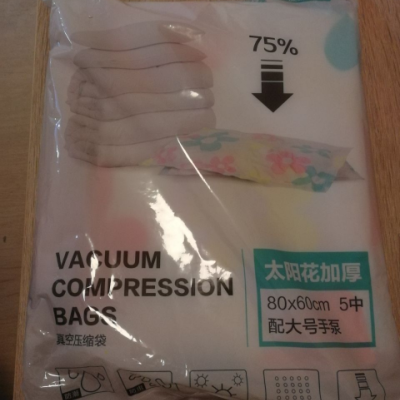 75%
VACUUM
COMPRESSION
BAGS
真空压缩袋
太阳花加厚
80x60cm 5中
配大号手泵